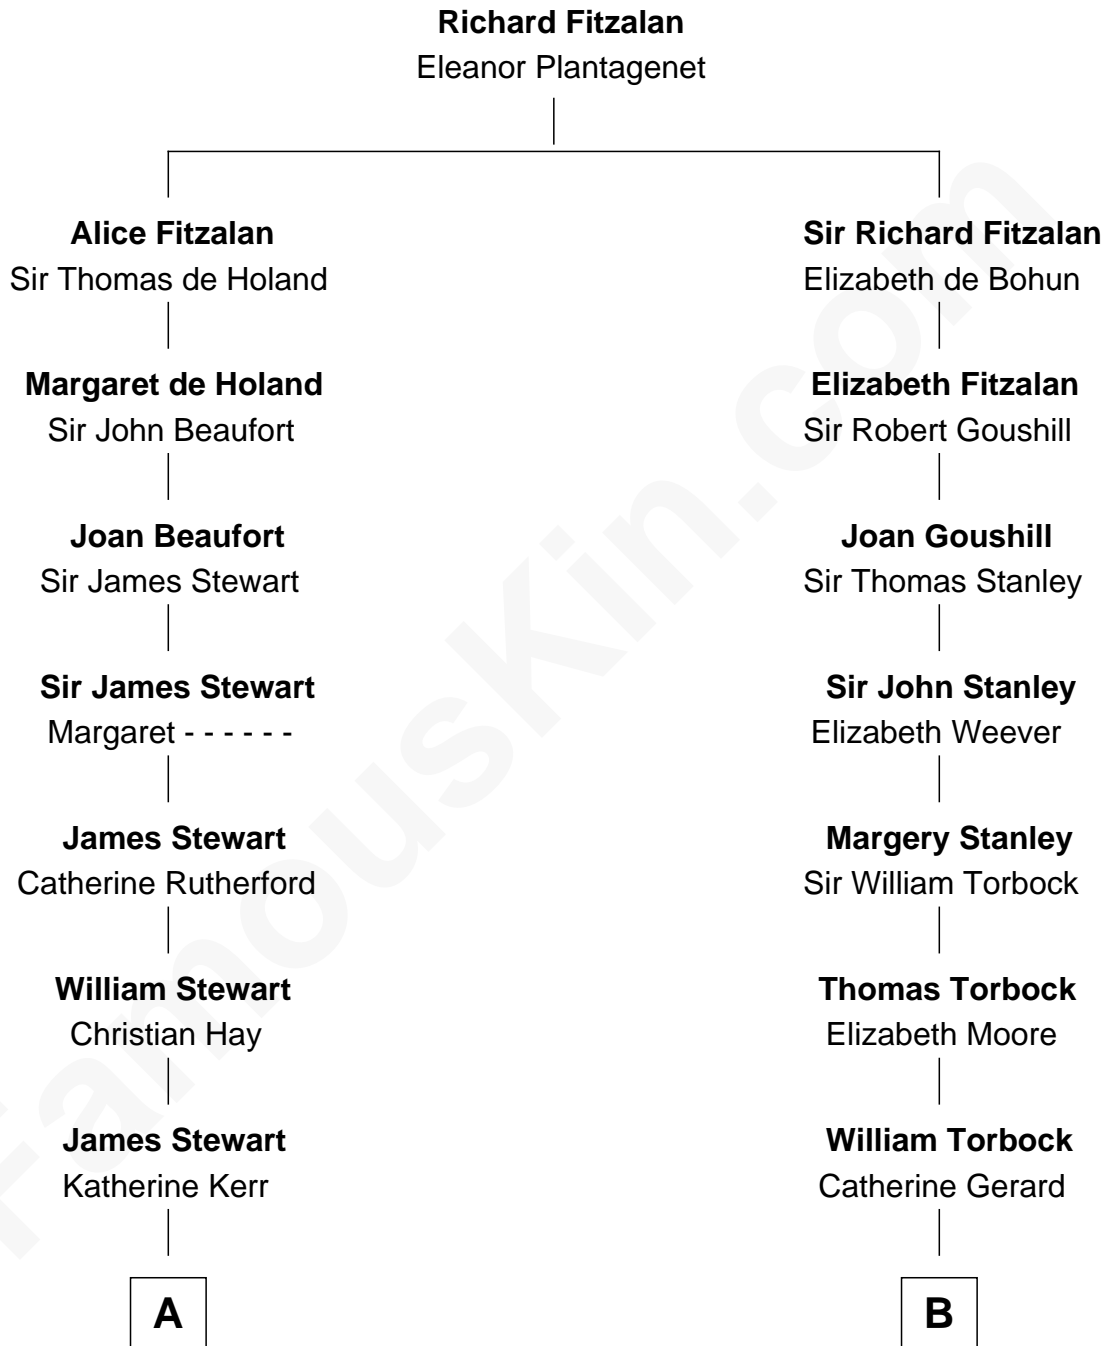 Richard Fitzalan
Eleanor Plantagenet
Alice Fitzalan
Sir Thomas de Holand
Sir Richard Fitzalan
Elizabeth de Bohun
Margaret de Holand
Sir John Beaufort
Elizabeth Fitzalan
Sir Robert Goushill
Joan Beaufort
Sir James Stewart
Joan Goushill
Sir Thomas Stanley
Sir James Stewart
Margaret - - - - - -
Sir John Stanley
Elizabeth Weever
James Stewart
Catherine Rutherford
Margery Stanley
Sir William Torbock
William Stewart
Christian Hay
Thomas Torbock
Elizabeth Moore
James Stewart
Katherine Kerr
William Torbock
Catherine Gerard
A
B
FamousKin.com